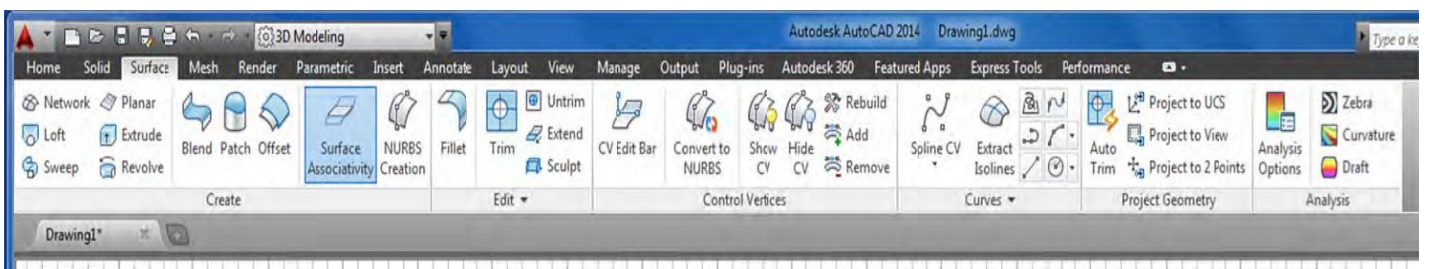 3D Modeling Autodesk AutoCAD 2014 Drawing1.dwg Type a ke
Home Solid Surface Mesh Render Parametric Insert Annotate Layout View Manage Output Plug-ins Autodesk 360 Featured Apps Express Tools Performance
Network Planar
Loft Extrude
Sweep Revolve
Blend Patch Offset
Surface Associativity
NURBS Creation
Create
Fillet
Trim
Untrim
Extend
Sculpt
Edit
CV Edit Bar
Convert to NURBS
Show CV
Hide CV
Rebuild
Add
Remove
Control Vertices
Spline CV
Extract Isolines
Curves
Auto Trim
Project to UCS
Project to View
Project to 2 Points
Project Geometry
Analysis Options
Zebra
Curvature
Draft
Analysis
Drawing1*